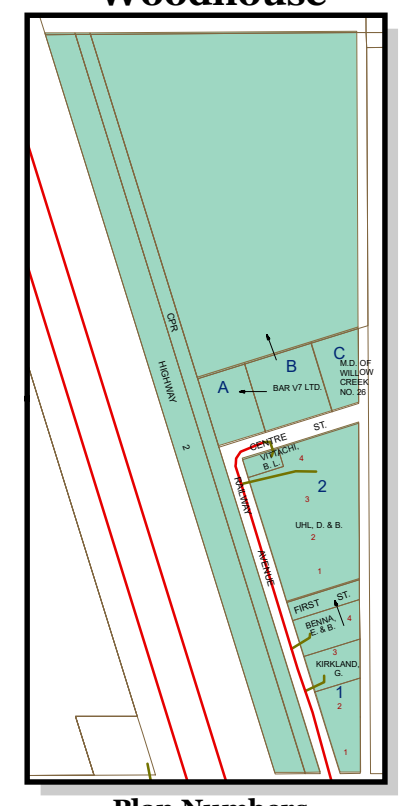 Woodhouse
CPR
HIGHWAY
2
A
B
C
BAR V7 LTD.
M.D. OF
WILLOW
CREEK
NO. 26
CENTRE ST.
VITTACHI,
B. L.
4
2
3
UHL, D. & B.
2
1
RAILWAY AVENUE
FIRST ST.
BENNA,
E. & B.
4
3
KIRKLAND,
G.
1
2
1
Plan Numbers